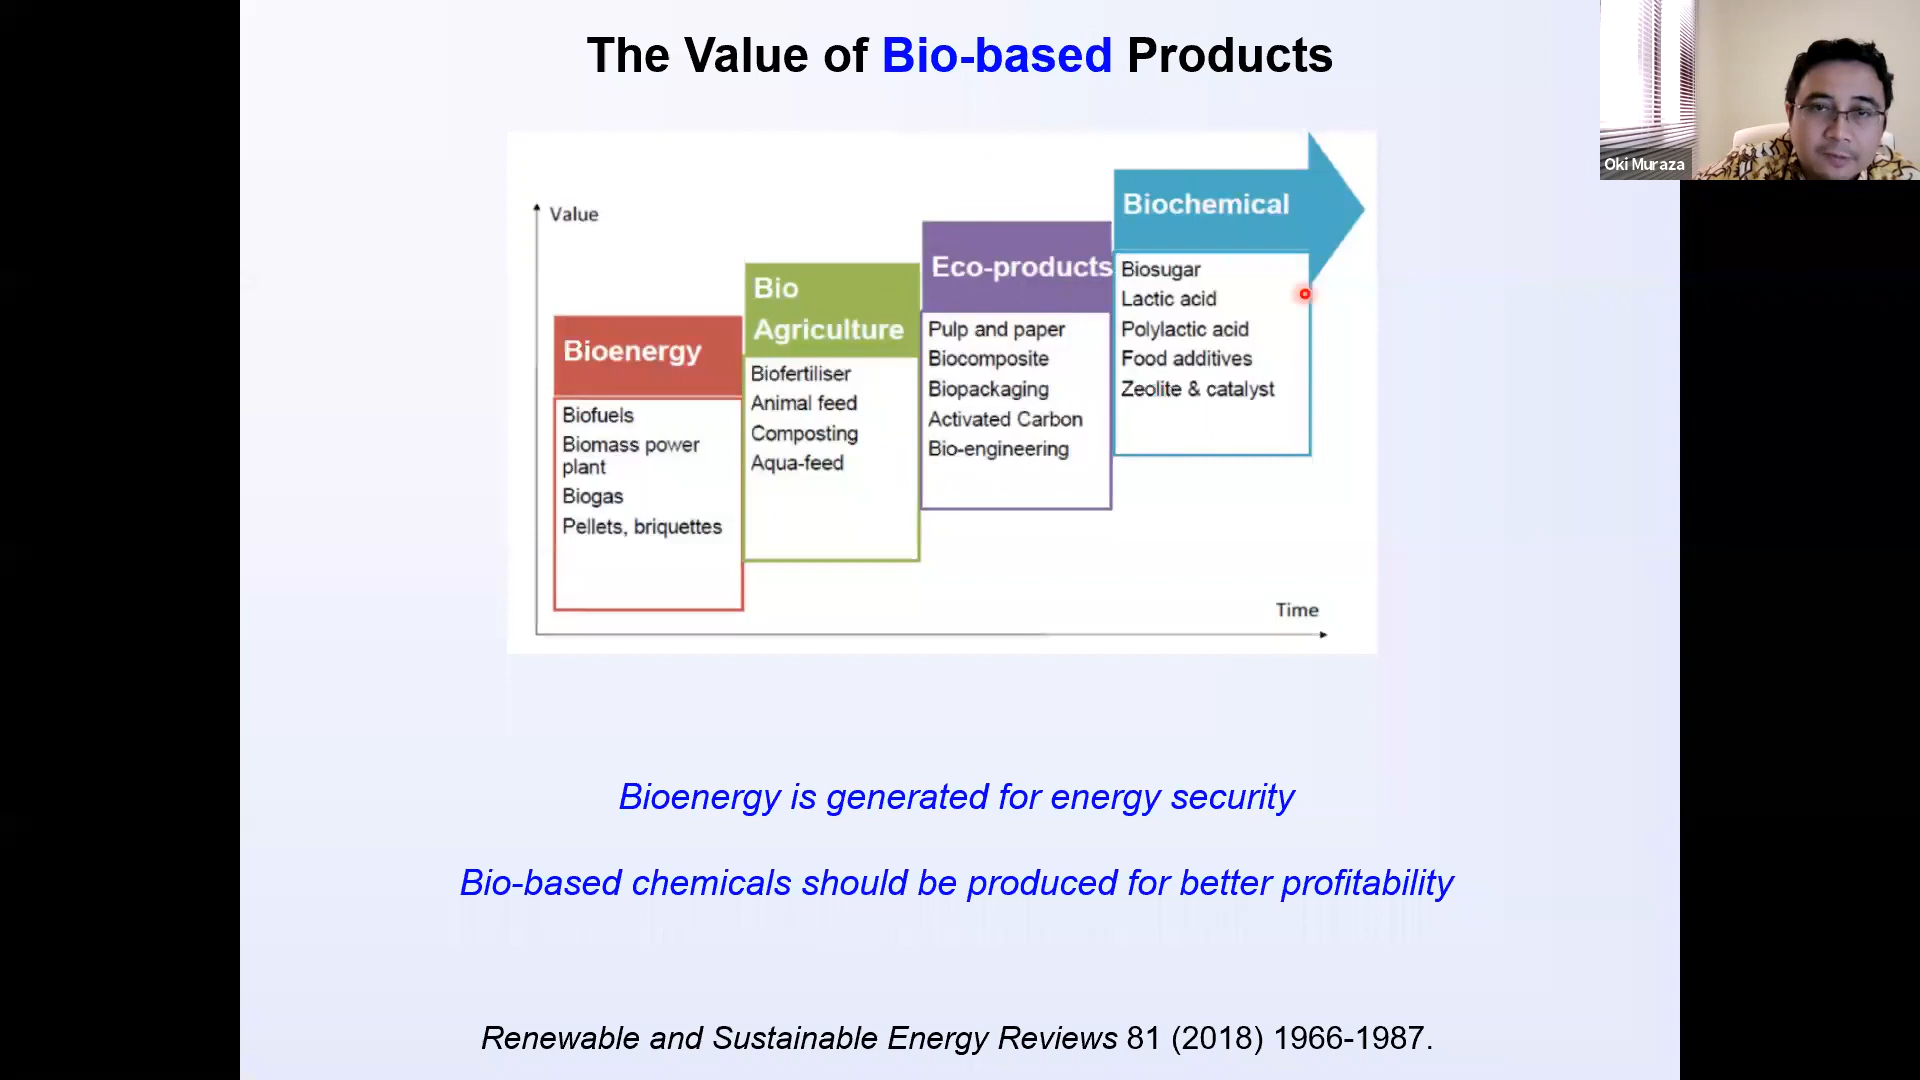 The Value of Bio-based Products
Oki Muraza
Value
Bioenergy
Biofuels
Biomass power
plant
Biogas
Pellets, briquettes
Bio
Agriculture
Biofertiliser
Animal feed
Composting
Aqua-feed
Eco-products
Pulp and paper
Biocomposite
Biopackaging
Activated Carbon
Bio-engineering
Biochemical
Biosugar
Lactic acid
Polylactic acid
Food additives
Zeolite & catalyst
Time
Bioenergy is generated for energy security
Bio-based chemicals should be produced for better profitability
Renewable and Sustainable Energy Reviews 81 (2018) 1966-1987.